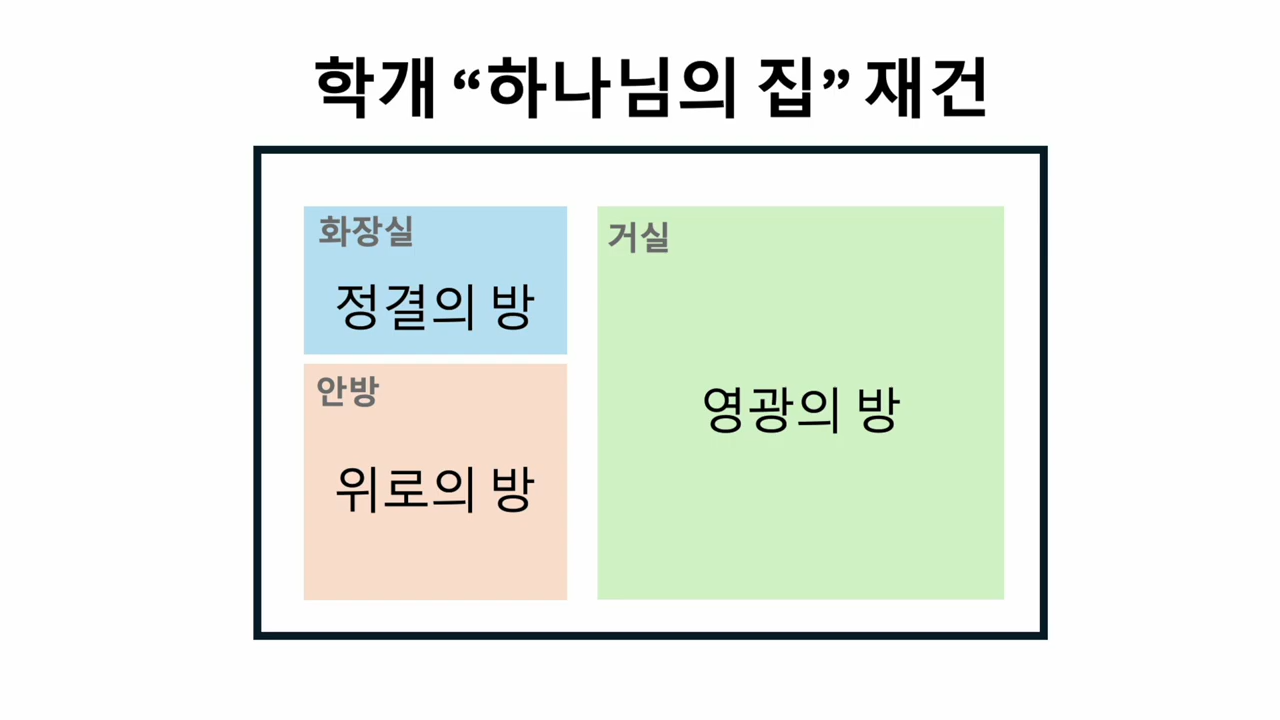 학개 “하나님의 집” 재건
화장실
정결의 방
안방
위로의 방
거실
영광의 방